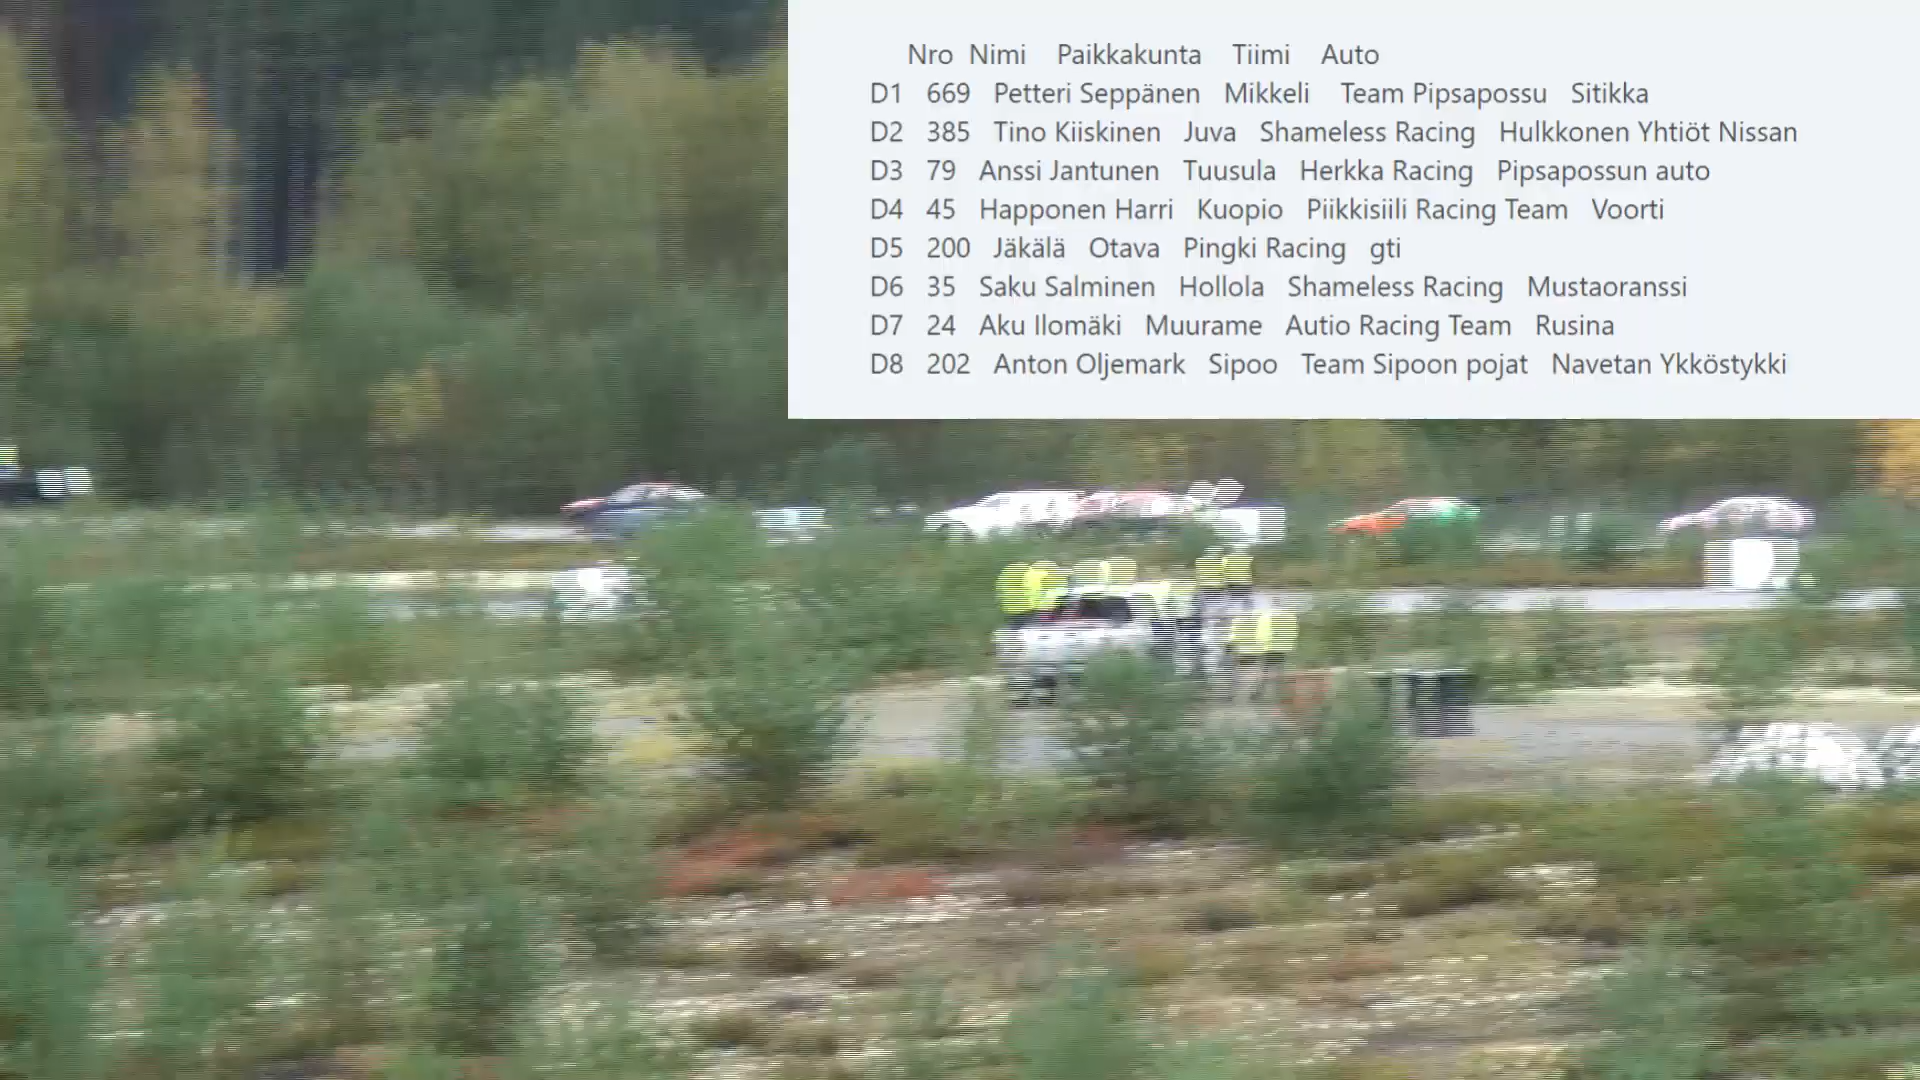 Nro Nimi Paikkakunta Tiimi Auto
D1 669 Petteri Seppänen Mikkeli Team Pipsapossu Sitikka
D2 385 Tino Kiiskinen Juva Shameless Racing Hulkkonen Yhtiöt Nissan
D3 79 Anssi Jantunen Tuusula Herkka Racing Pipsapossun auto
D4 45 Happonen Harri Kuopio Piikkisiili Racing Team Voorti
D5 200 Jäkälä Otava Pingki Racing gti
D6 35 Saku Salminen Hollola Shameless Racing Mustaoranssi
D7 24 Aku Ilomäki Muurame Autio Racing Team Rusina
D8 202 Anton Oljemark Sipoo Team Sipoon pojat Navetan Ykköstykki